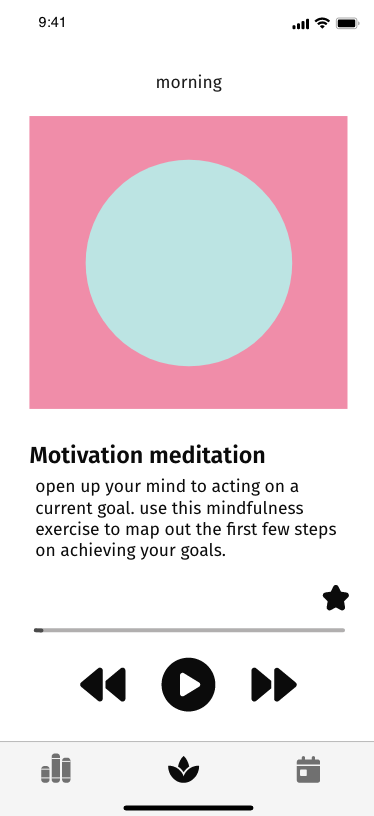 9:41
morning
Motivation meditation
open up your mind to acting on a
current goal. use this mindfulness
exercise to map out the first few steps
on achieving your goals.